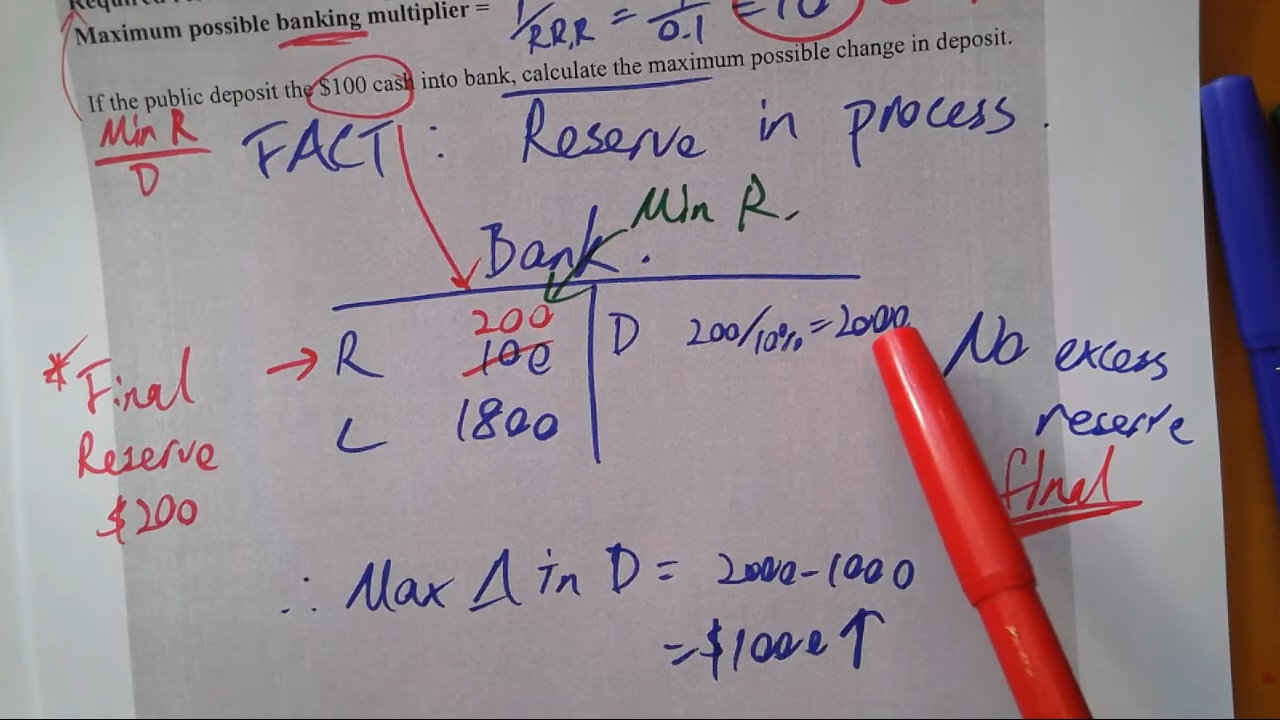 Maximum possible banking multiplier = 1/RRR = 1/0.1 = 10
If the public deposit the $100 cash into bank, calculate the maximum possible change in deposit.
Min R
D
FACT : Reserve in process.
Min R.
Bank.
200
R 100 D 200/10% = 2000
L 1800
* Final
Reserve
$200
No excess
reserve
final
∴ Max Δ in D = 2000-1000
= $1000 ↑